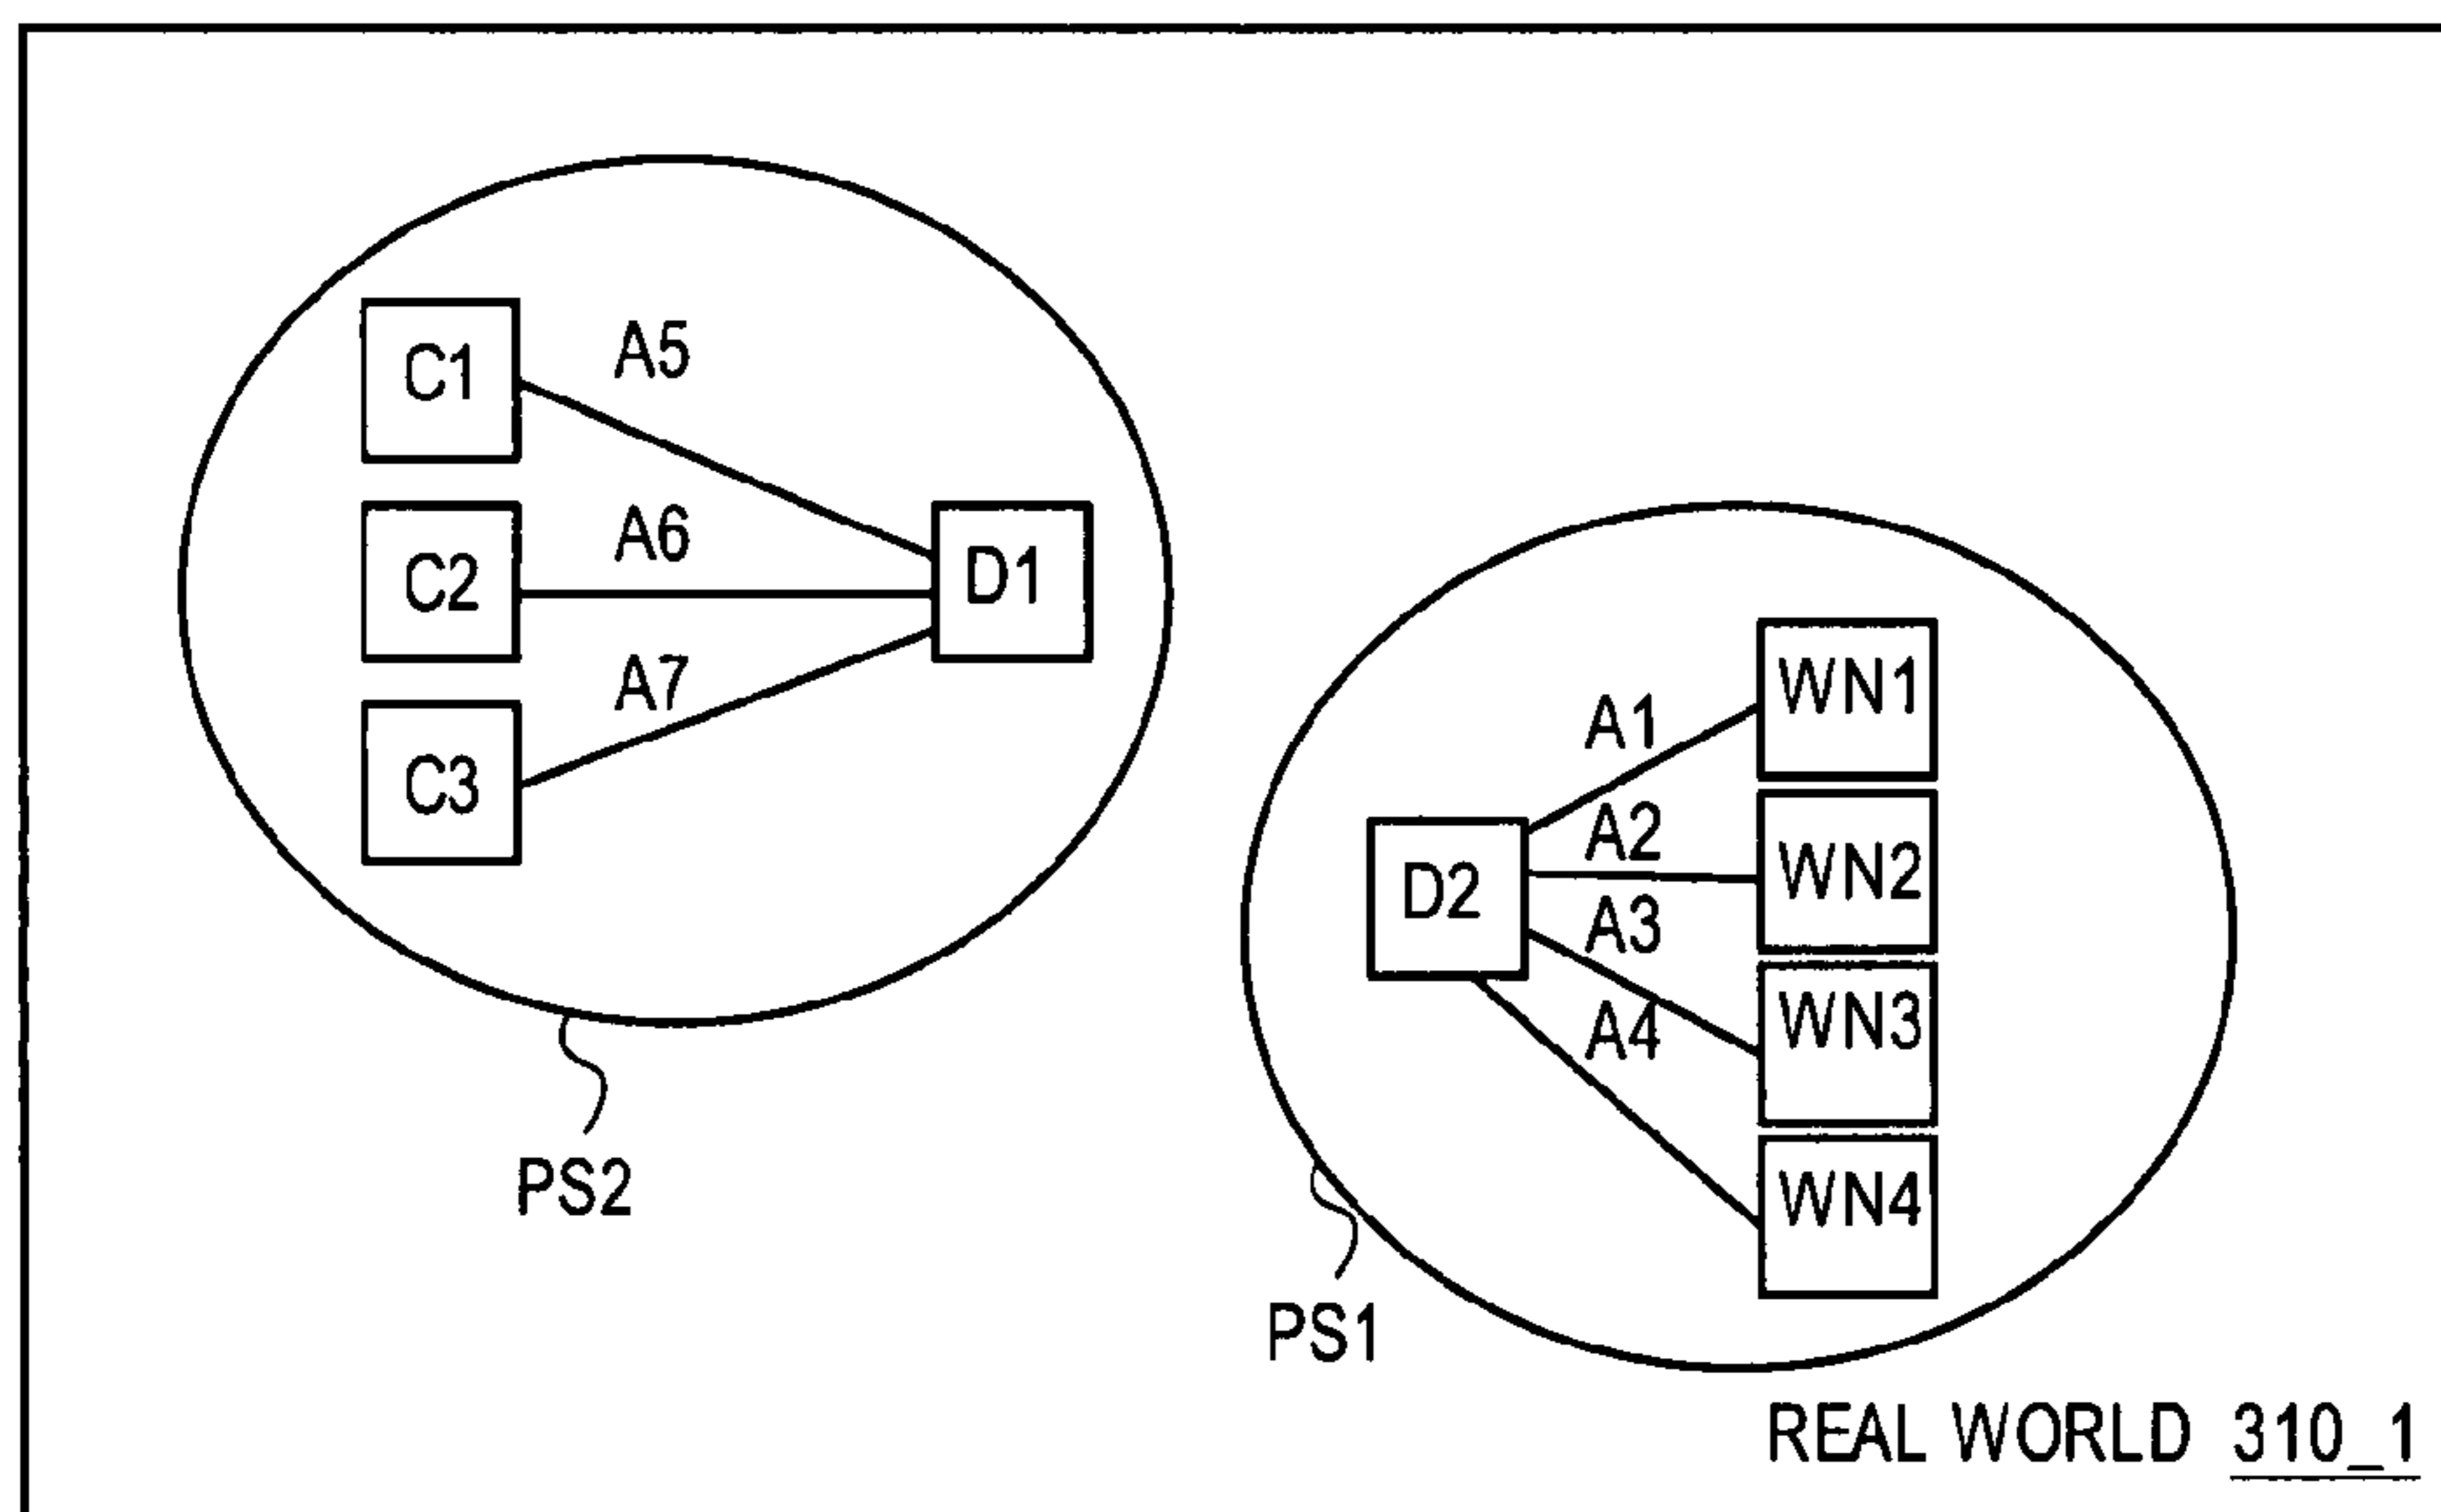 C1
A5
C2
A6
D1
C3
A7
PS2
WN1
A1
WN2
A2
D2
A3
WN3
A4
WN4
PS1
REAL WORLD 310_1